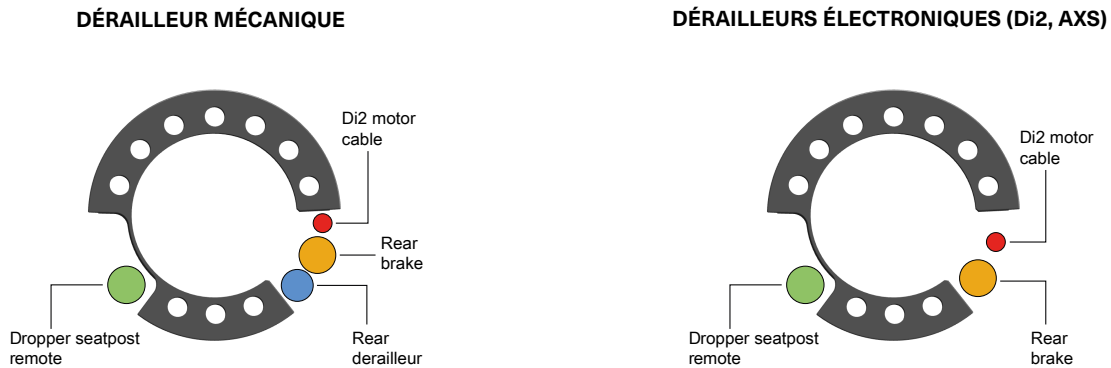 DÉRAILLEUR MÉCANIQUE
Di2 motor
cable
Rear
brake
Dropper seatpost
remote
Rear
derailleur
DÉRAILLEURS ÉLECTRONIQUES (Di2, AXS)
Di2 motor
cable
Dropper seatpost
remote
Rear
brake